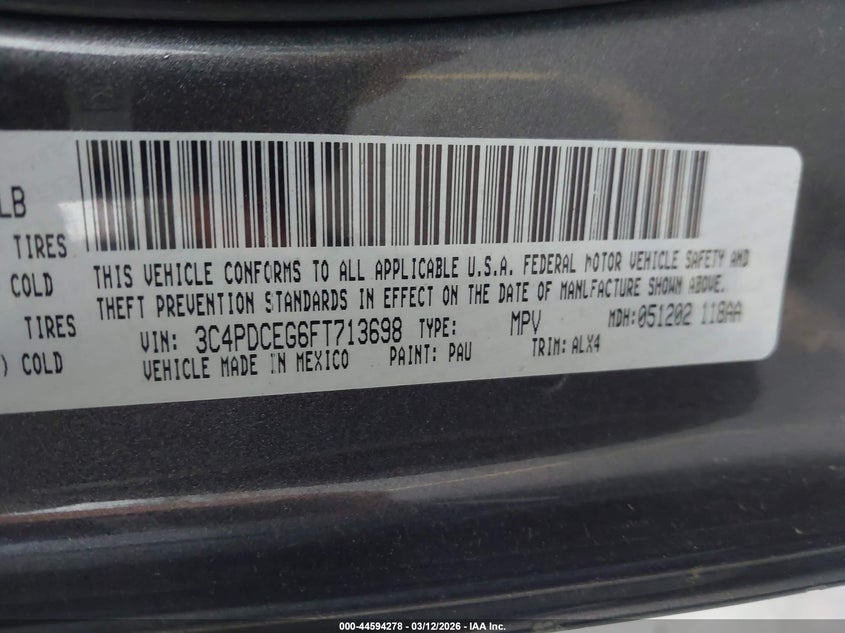 LB
TIRES
COLD
TIRES
) COLD
THIS VEHICLE CONFORMS TO ALL APPLICABLE U.S.A. FEDERAL MOTOR VEHICLE SAFETY AND
THEFT PREVENTION STANDARDS IN EFFECT ON THE DATE OF MANUFACTURE SHOWN ABOVE.
VIN: 3C4PDCEG6FT713698 TYPE: MPV MDH:051202 118AA
VEHICLE MADE IN MEXICO PAINT: PAU TRIM: ALX4
000-44594278 - 03/12/2026 - IAA Inc.